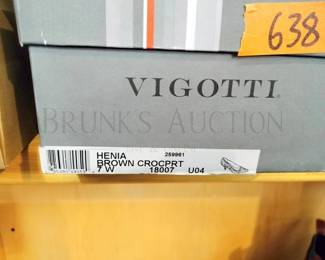 638
VIGOTTI
BRUNK'S AUCTION
HENIA 259961
BROWN CROCPRT
7 W 18007 U04